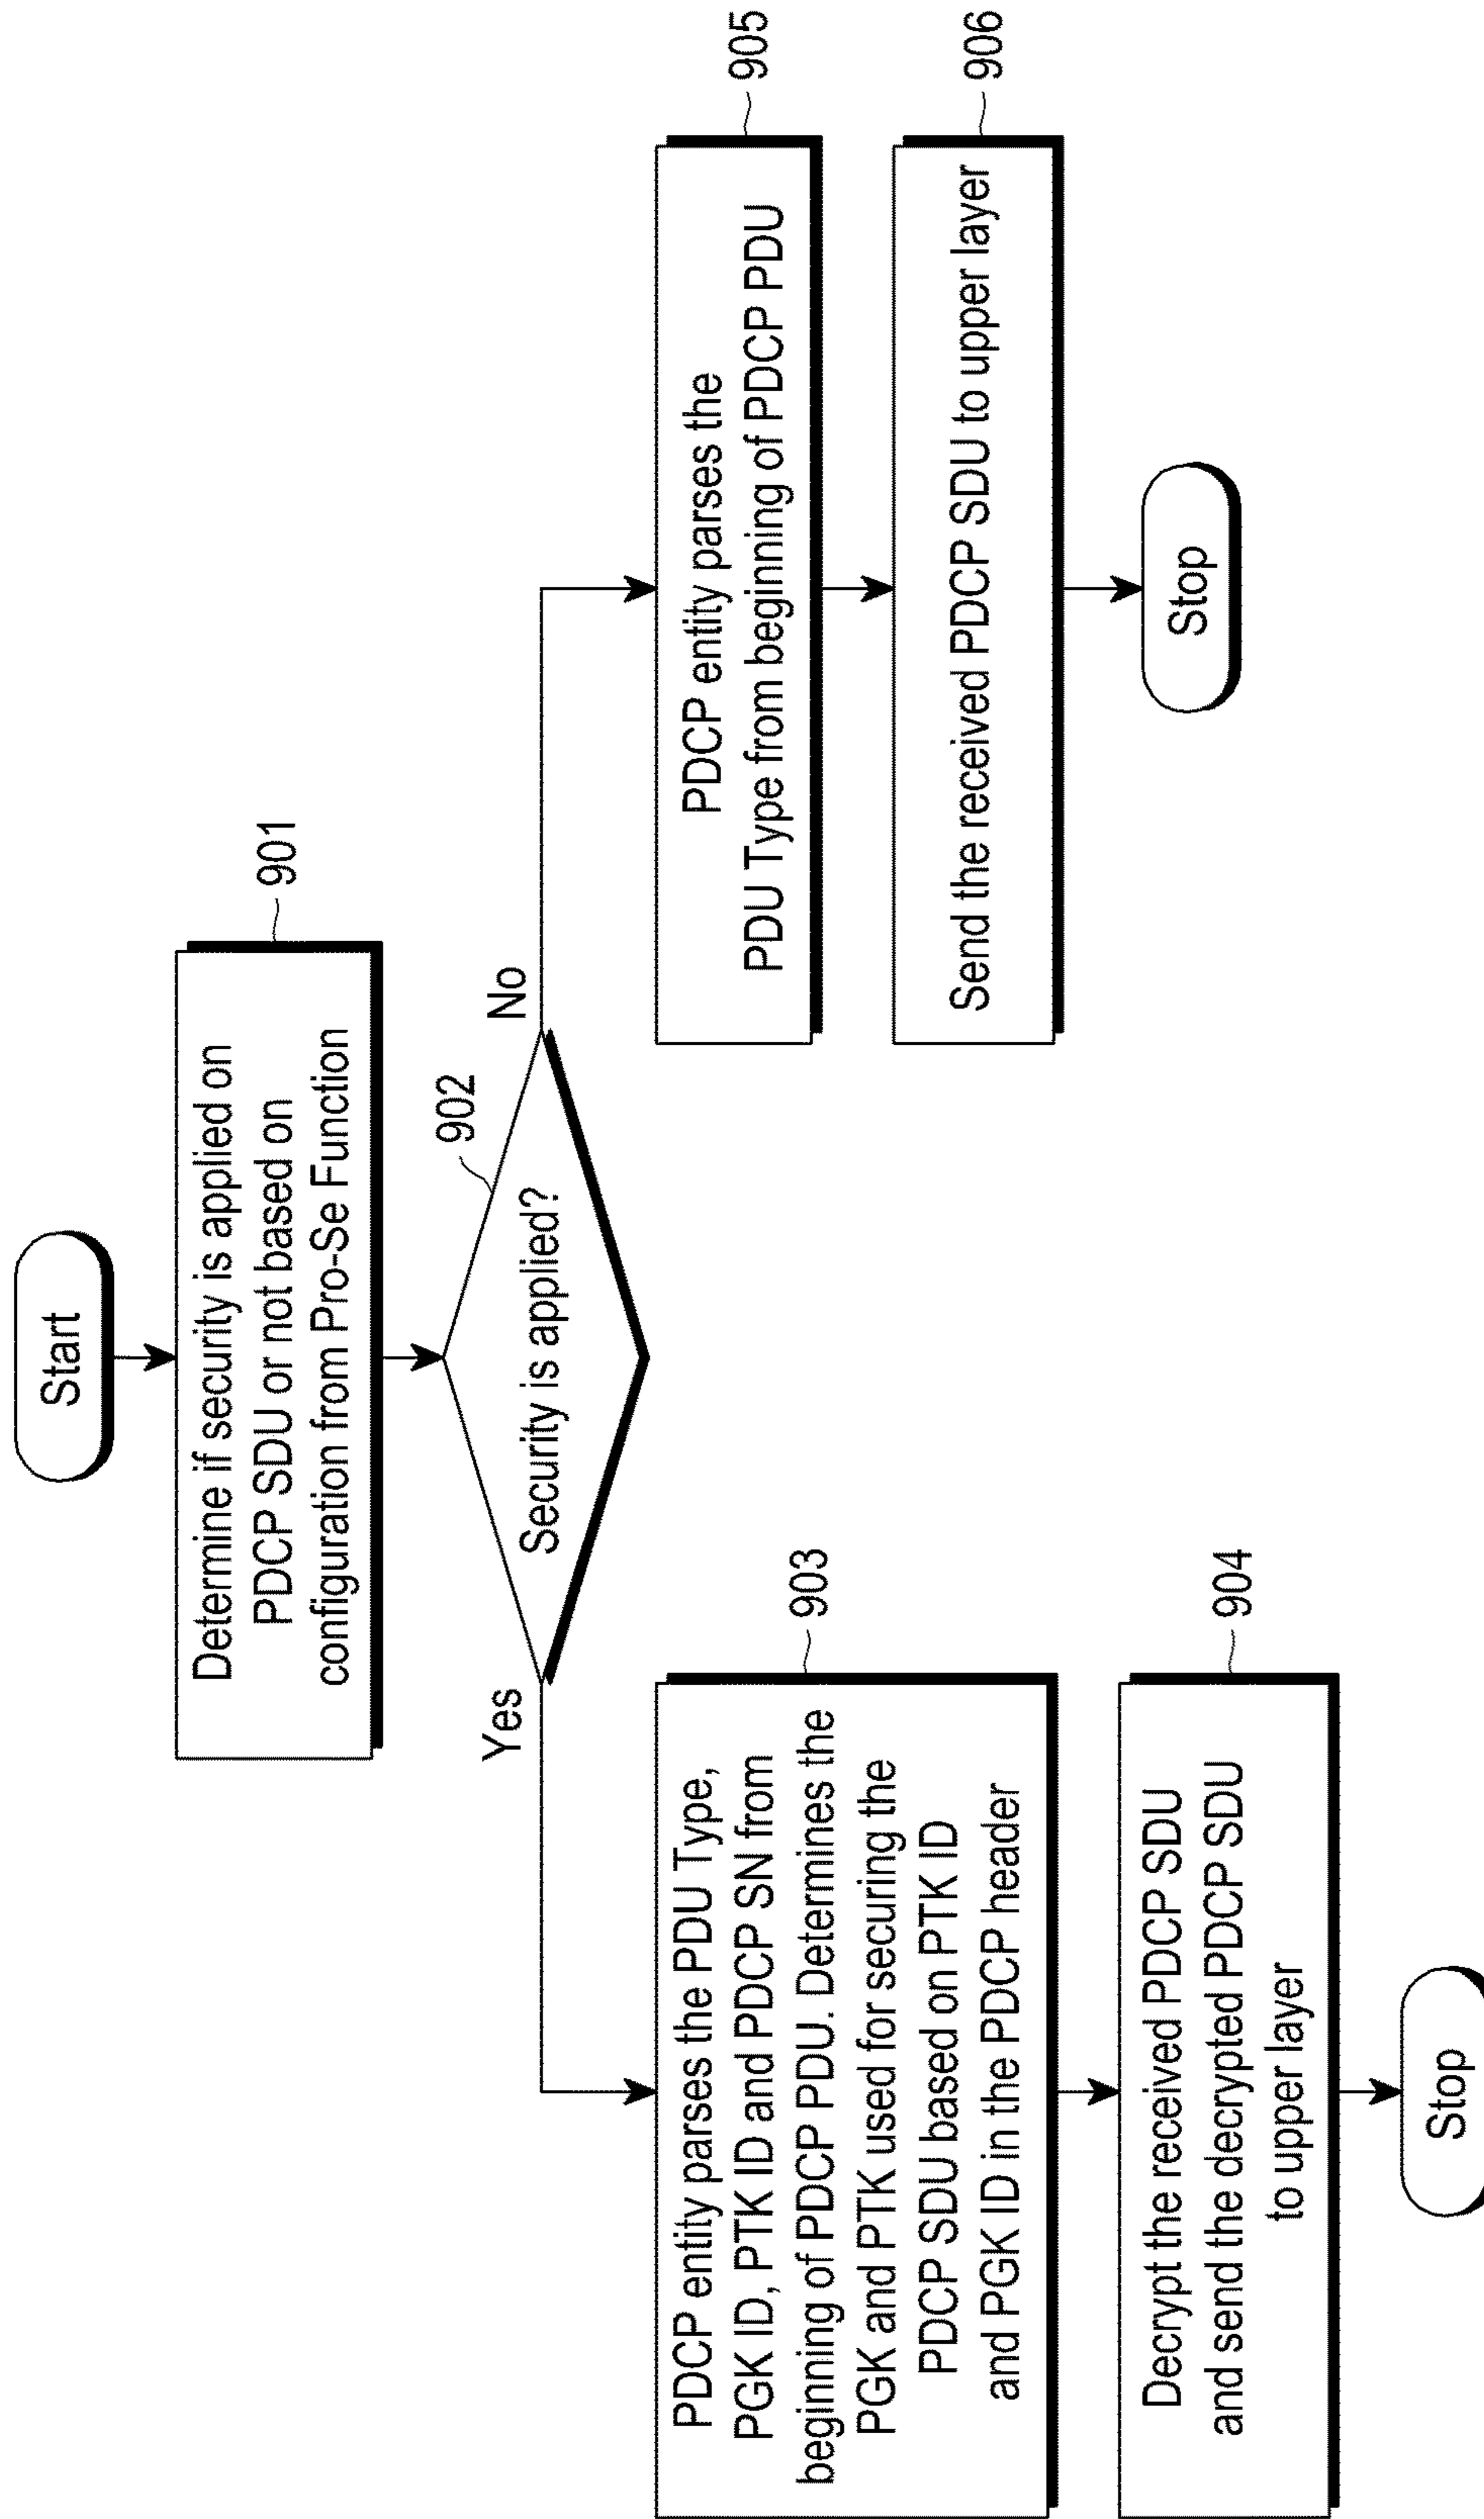 Start
901
Determine if security is applied on
PDCP SDU or not based on
configuration from Pro-Se Function
902
Security is applied?
Yes
No
903
PDCP entity parses the PDU Type,
PGK ID, PTK ID and PDCP SN from
beginning of PDCP PDU. Determines the
PGK and PTK used for securing the
PDCP SDU based on PTK ID
and PGK ID in the PDCP header
904
Decrypt the received PDCP SDU
and send the decrypted PDCP SDU
to upper layer
Stop
905
PDCP entity parses the
PDU Type from beginning of PDCP PDU
906
Send the received PDCP SDU to upper layer
Stop